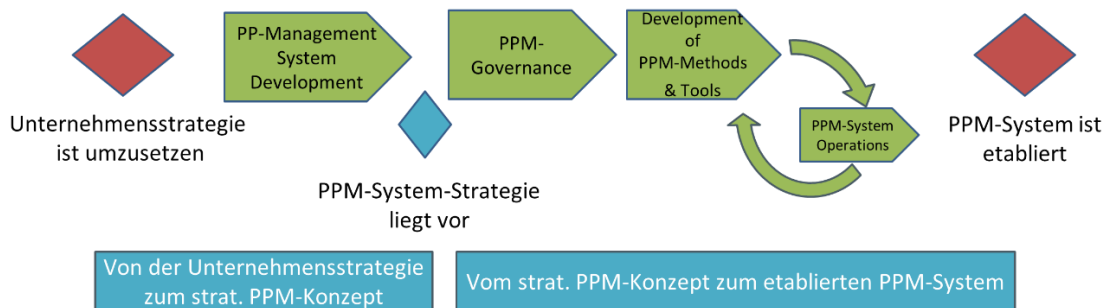 PP-Management
System
Development
PPM-
Governance
Development
of
PPM-Methods
& Tools
PPM-System
Operations
Unternehmensstrategie
ist umzusetzen
PPM-System ist
etabliert
PPM-System-Strategie
liegt vor
Von der Unternehmensstrategie
zum strat. PPM-Konzept
Vom strat. PPM-Konzept zum etablierten PPM-System